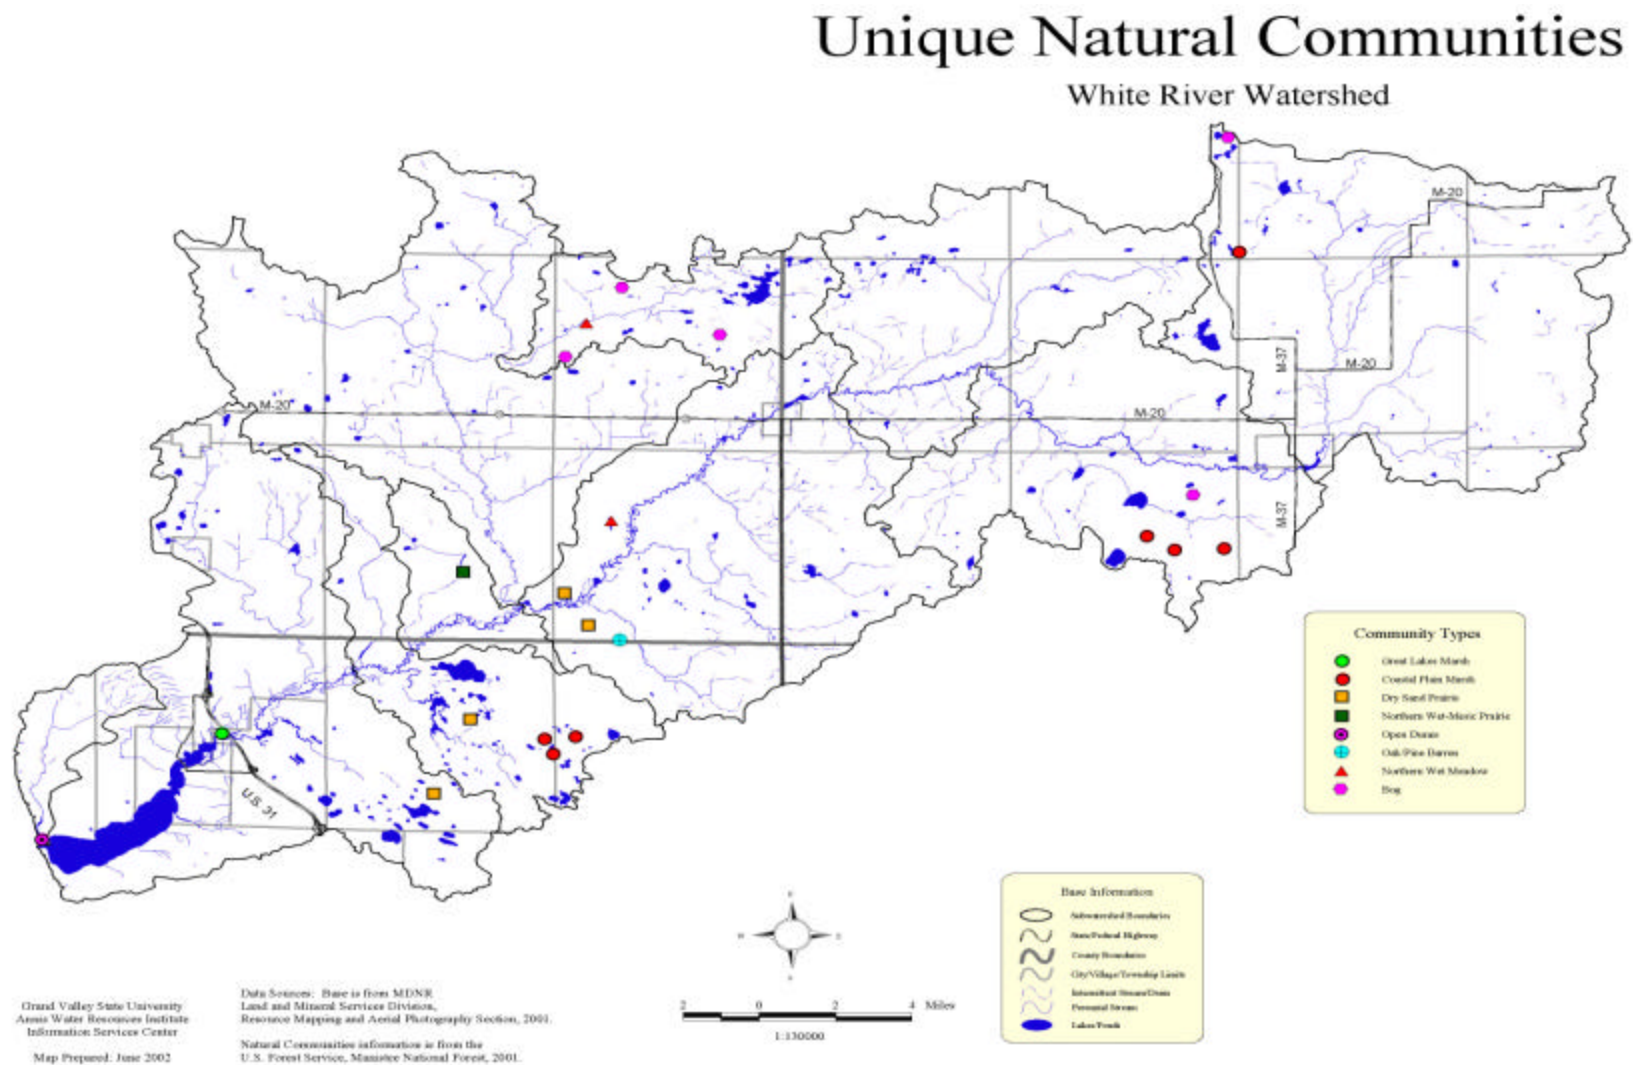 Unique Natural Communities
White River Watershed
M-20
M-37
M-20
M-20
M-20
M-37
U.S. 31
Community Types
Great Lakes Marsh
Coastal Plain Marsh
Dry Sand Prairie
Northern Wet-Mesic Prairie
Open Dunes
Oak/Pine Barrens
Northern Wet Meadow
Bog
Base Information
Subwatershed Boundaries
State/Federal Highway
County Boundaries
City/Village/Township Limits
Intermittent Stream/Drain
Perennial Stream
Lakes/Ponds
W
2 0 2 4 Miles
1:130000
Grand Valley State University
Annis Water Resources Institute
Information Services Center
Map Prepared: June 2002
Data Sources: Base is from MDNR
Land and Mineral Services Division,
Resource Mapping and Aerial Photography Section, 2001.
Natural Communities information is from the
U.S. Forest Service, Manistee National Forest, 2001.